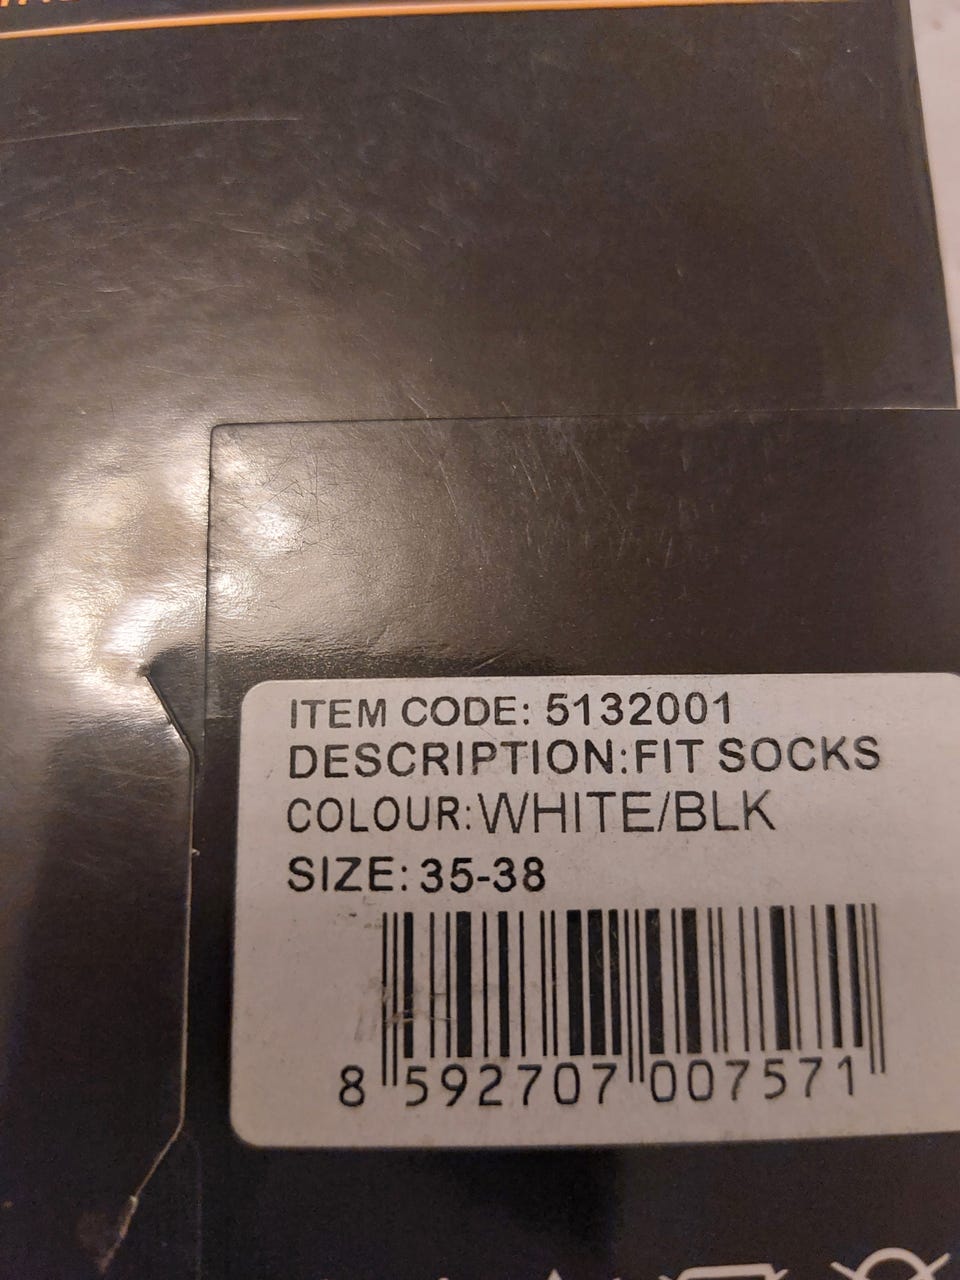 ITEM CODE: 5132001
DESCRIPTION:FIT SOCKS
COLOUR:WHITE/BLK
SIZE: 35-38
8 592707 007571